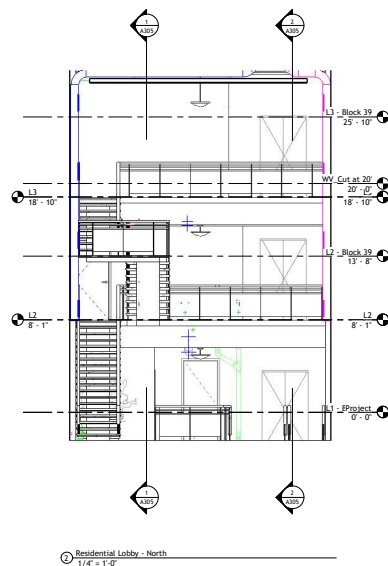 1
A305
2
A305
L3 - Block 39
25' - 10"
WV_Cut at 20'
20' - 0"
L3
18' - 10"
18' - 10"
L2 - Block 39
13' - 8"
L2
8' - 1"
L2
8' - 1"
L1 - EProject
0' - 0"
1
A305
2
A305
2
Residential Lobby - North
1/4" = 1'-0"